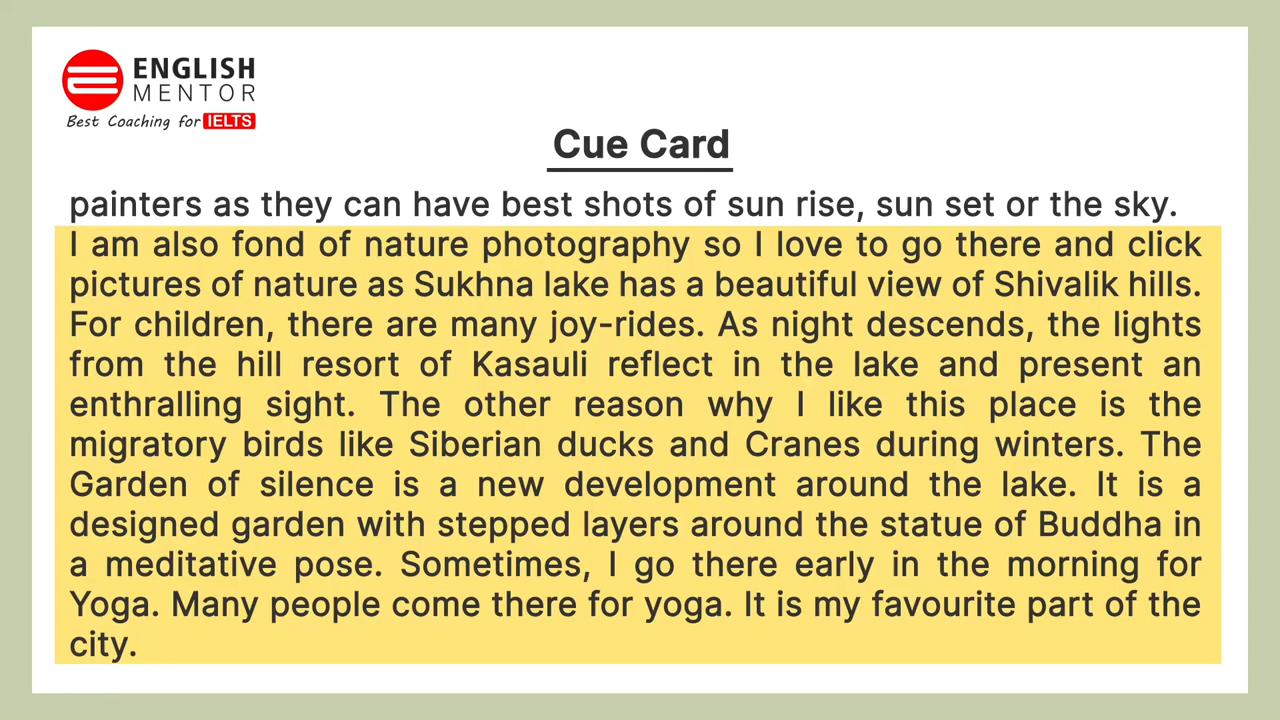 ENGLISH
MENTOR
Best Coaching for IELTS
Cue Card
painters as they can have best shots of sun rise, sun set or the sky.
I am also fond of nature photography so I love to go there and click
pictures of nature as Sukhna lake has a beautiful view of Shivalik hills.
For children, there are many joy-rides. As night descends, the lights
from the hill resort of Kasauli reflect in the lake and present an
enthralling sight. The other reason why I like this place is the
migratory birds like Siberian ducks and Cranes during winters. The
Garden of silence is a new development around the lake. It is a
designed garden with stepped layers around the statue of Buddha in
a meditative pose. Sometimes, I go there early in the morning for
Yoga. Many people come there for yoga. It is my favourite part of the
city.